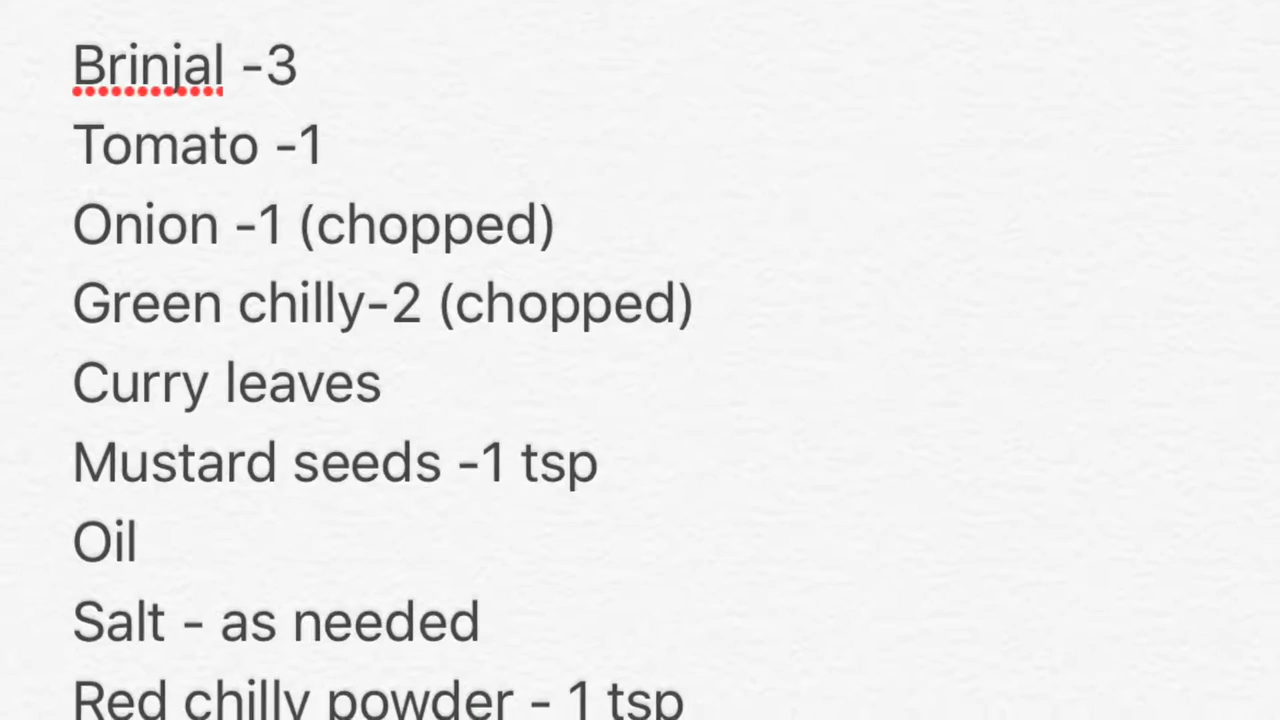 Brinjal -3
Tomato -1
Onion -1 (chopped)
Green chilly-2 (chopped)
Curry leaves
Mustard seeds -1 tsp
Oil
Salt - as needed
Red chilly powder - 1 tsp